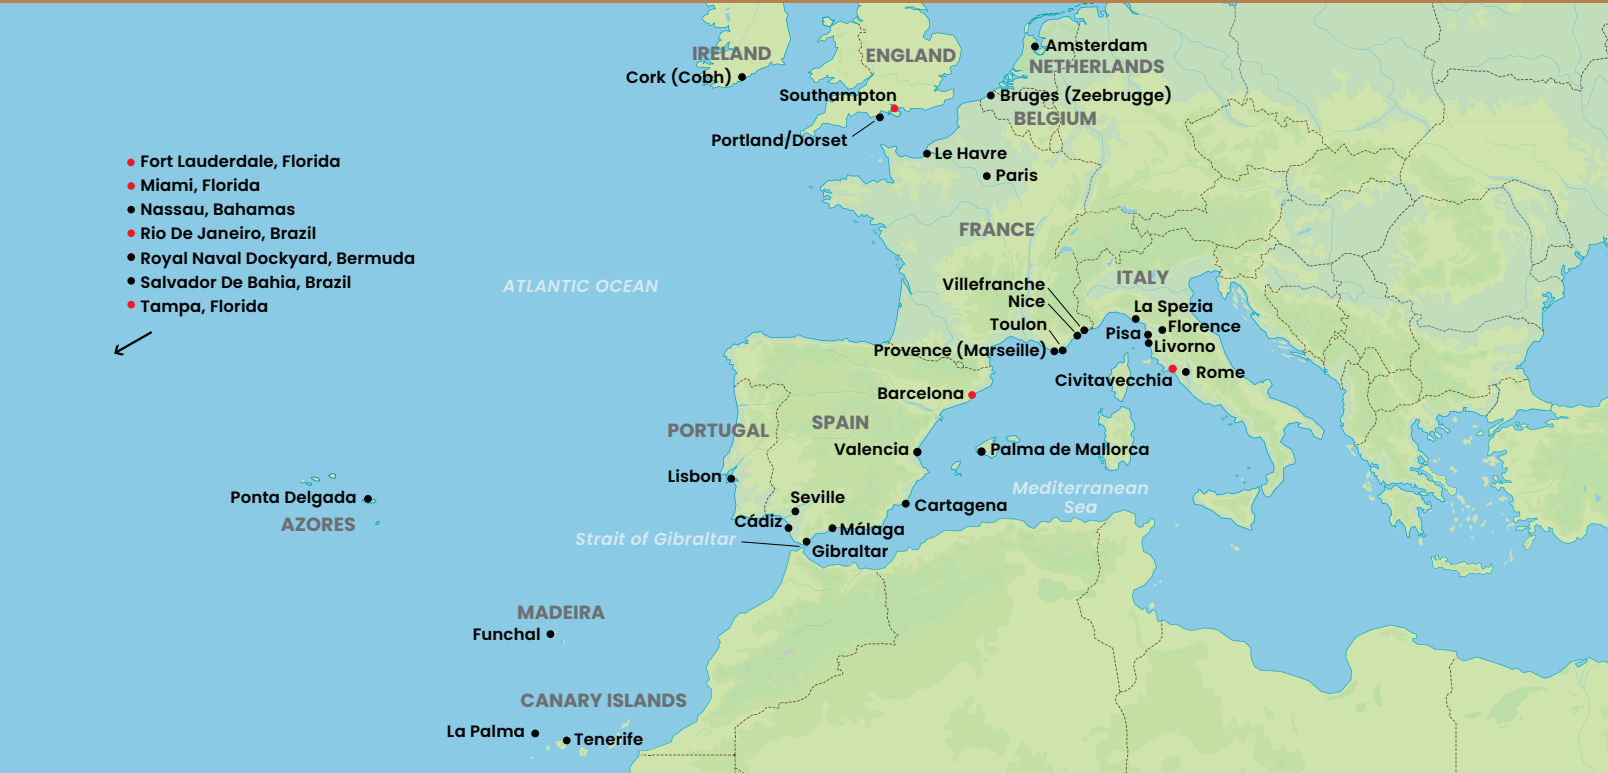 IRELAND
Cork (Cobh)
ENGLAND
Southampton
Portland/Dorset
Amsterdam
NETHERLANDS
Bruges (Zeebrugge)
BELGIUM
Le Havre
Paris
FRANCE
Fort Lauderdale, Florida
Miami, Florida
Nassau, Bahamas
Rio De Janeiro, Brazil
Royal Naval Dockyard, Bermuda
Salvador De Bahia, Brazil
Tampa, Florida
ATLANTIC OCEAN
Villefranche
Nice
Toulon
Provence (Marseille)
ITALY
La Spezia
Pisa
Florence
Livorno
Civitavecchia
Rome
Barcelona
SPAIN
PORTUGAL
Valencia
Palma de Mallorca
Lisbon
Seville
Cartagena
Mediterranean
Sea
Cádiz
Málaga
Strait of Gibraltar
Gibraltar
Ponta Delgada
AZORES
MADEIRA
Funchal
CANARY ISLANDS
La Palma
Tenerife